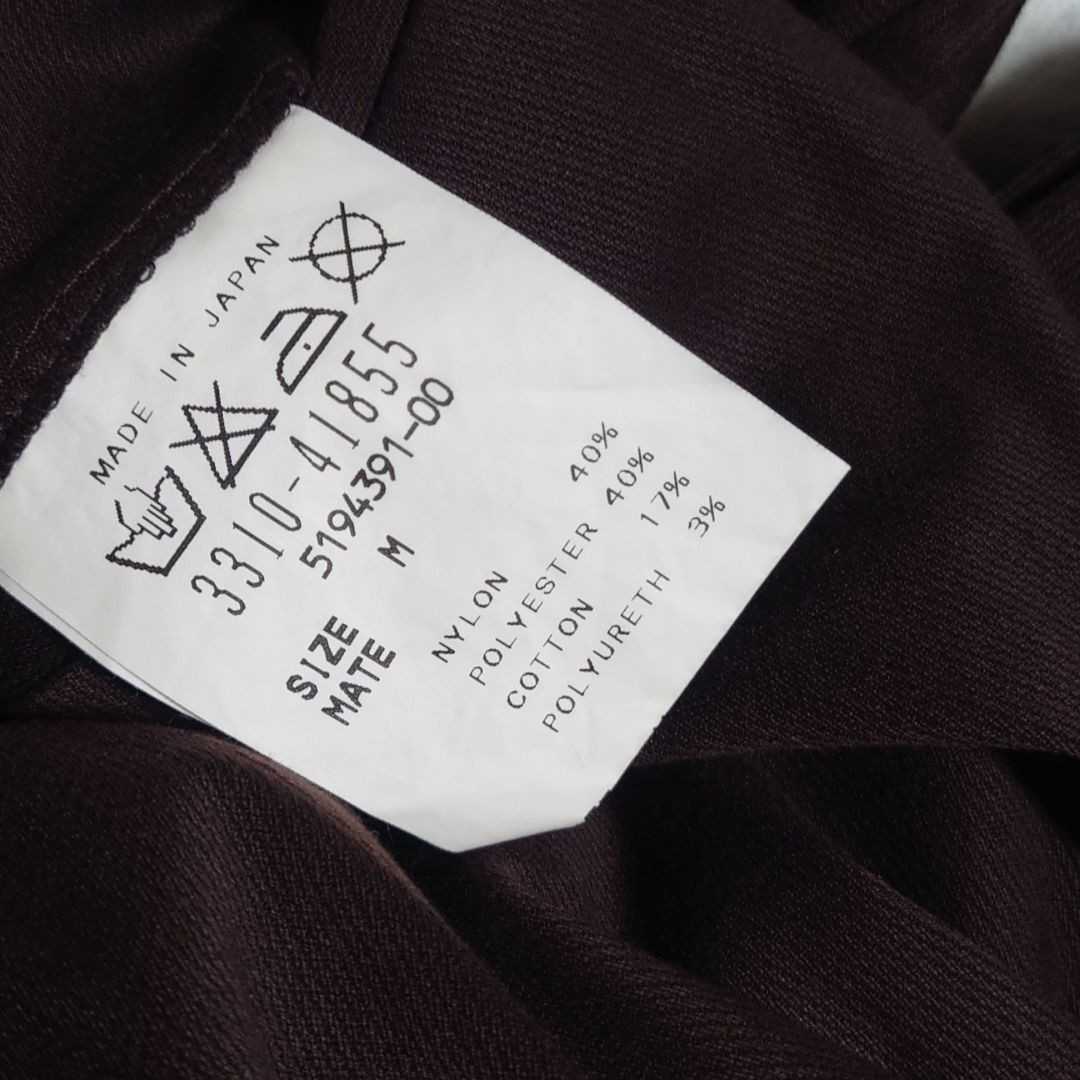 MADE IN JAPAN
3310-41855
5194391-00
SIZE M
MATE
NYLON 40%
POLYESTER 40%
COTTON 17%
POLYURETH 3%